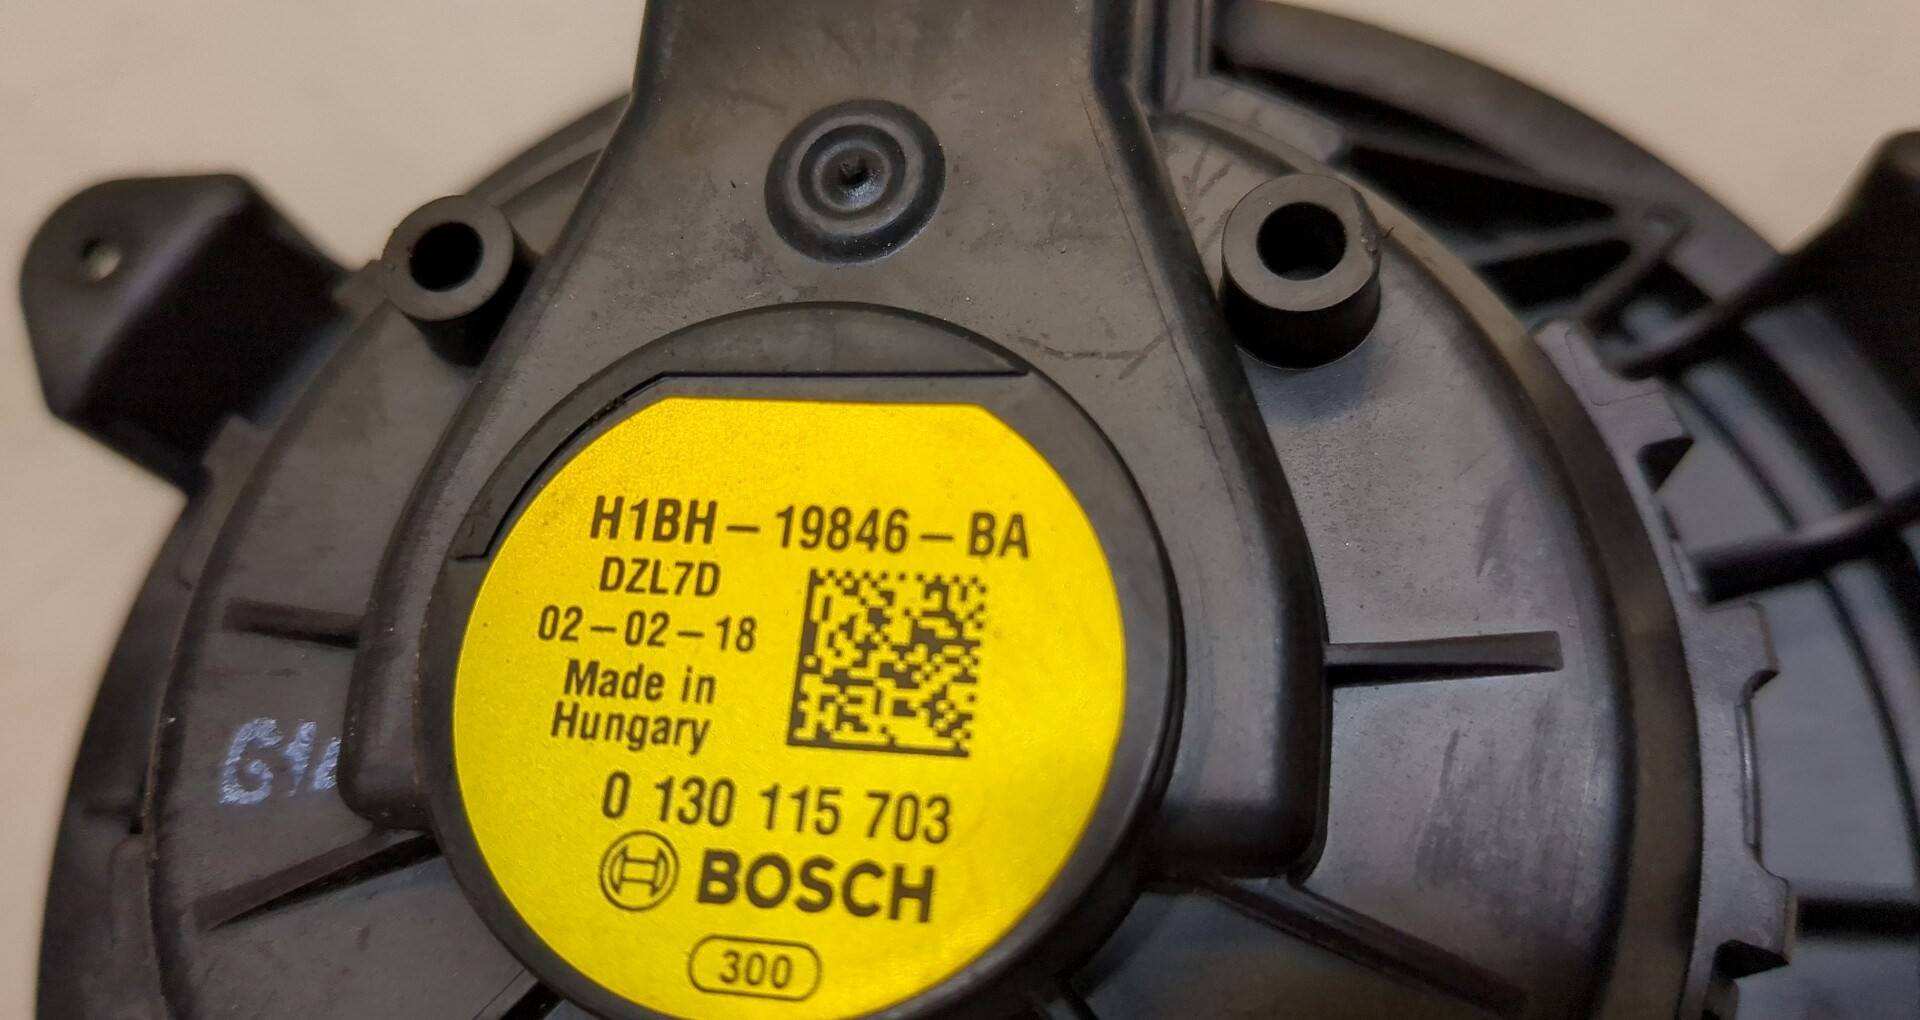 H1BH-19846-BA
DZL7D
02-02-18
Made in
Hungary
0 130 115 703
BOSCH
300